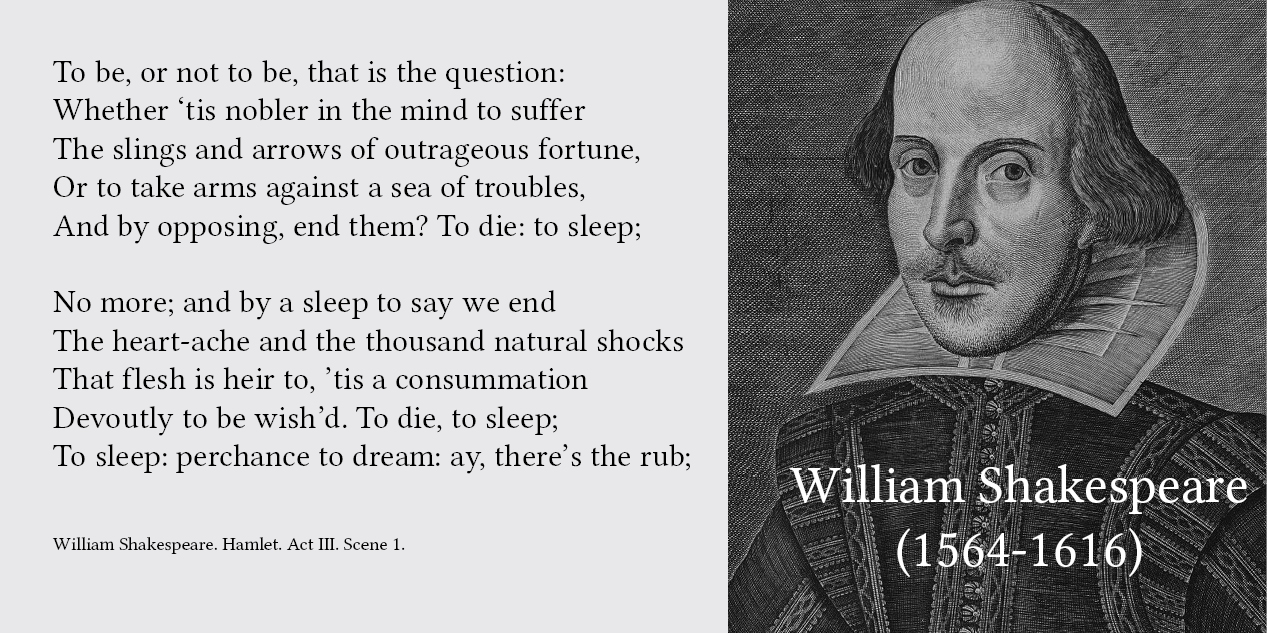 To be, or not to be, that is the question:
Whether ‘tis nobler in the mind to suffer
The slings and arrows of outrageous fortune,
Or to take arms against a sea of troubles,
And by opposing, end them? To die: to sleep;
No more; and by a sleep to say we end
The heart-ache and the thousand natural shocks
That flesh is heir to, ’tis a consummation
Devoutly to be wish’d. To die, to sleep;
To sleep: perchance to dream: ay, there’s the rub;
William Shakespeare. Hamlet. Act III. Scene 1.
William Shakespeare
(1564-1616)